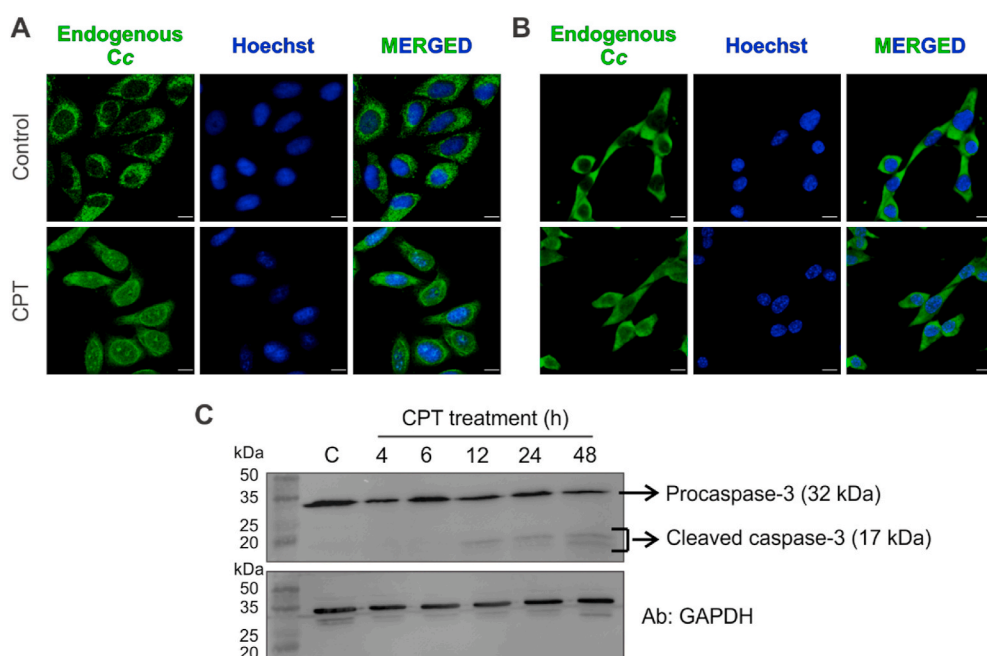 A
Endogenous
Cc
Hoechst
MERGED
Control
CPT
B
Endogenous
Cc
Hoechst
MERGED
C
CPT treatment (h)
kDa
C 4 6 12 24 48
50
35
25
20
Procaspase-3 (32 kDa)
Cleaved caspase-3 (17 kDa)
kDa
50
35
25
20
Ab: GAPDH